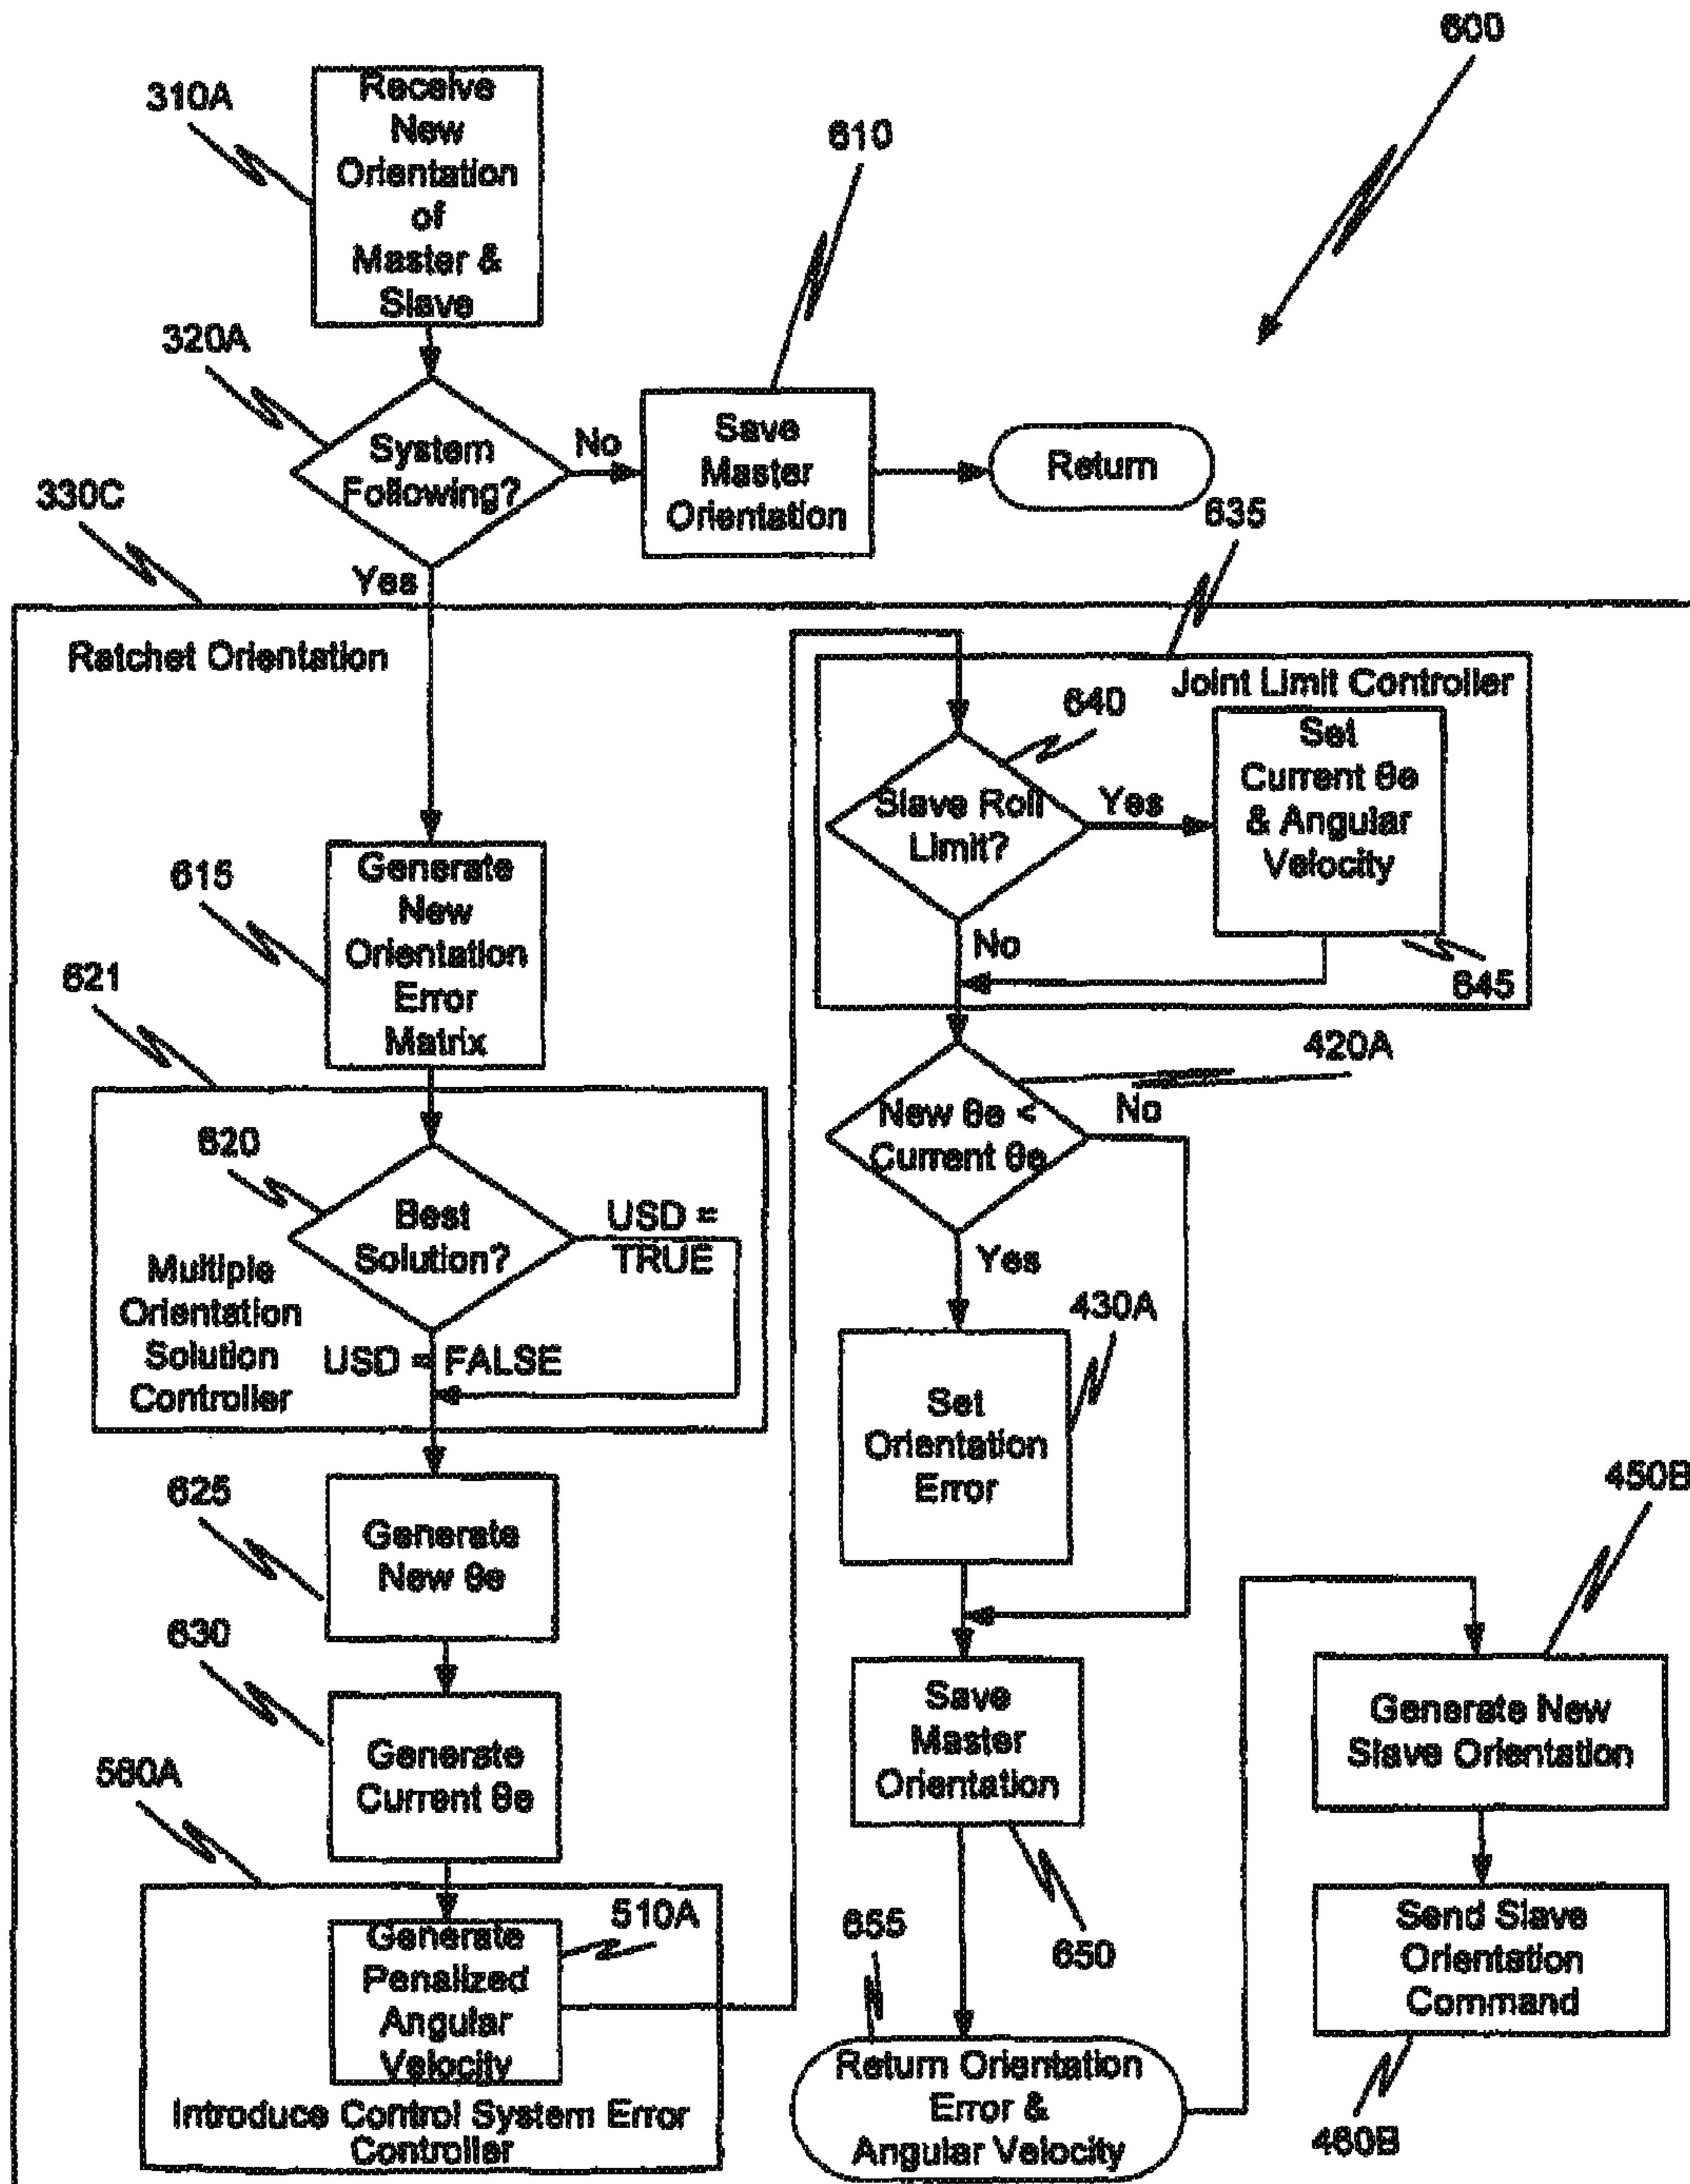 600
310A
Receive
New
Orientation
of
Master &
Slave
610
320A
System
Following?
No
Save
Master
Orientation
Return
330C
Yes
635
Ratchet Orientation
Joint Limit Controller
640
Slave Roll
Limit?
Yes
Set
Current θe
& Angular
Velocity
No
645
615
Generate
New
Orientation
Error
Matrix
621
620
Best
Solution?
USD =
TRUE
Multiple
Orientation
Solution
Controller
USD = FALSE
420A
New θe <
Current θe
No
Yes
430A
Set
Orientation
Error
625
Generate
New θe
630
Generate
Current θe
560A
510A
Generate
Penalized
Angular
Velocity
Introduce Control System Error
Controller
Save
Master
Orientation
650
655
Return Orientation
Error &
Angular Velocity
450B
Generate New
Slave Orientation
Send Slave
Orientation
Command
460B